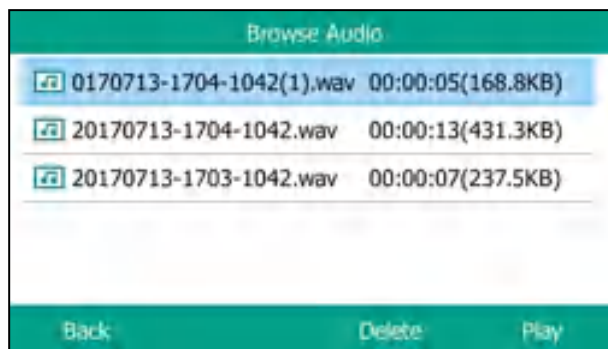 Browse Audio
0170713-1704-1042(1).wav 00:00:05(168.8KB)
20170713-1704-1042.wav 00:00:13(431.3KB)
20170713-1703-1042.wav 00:00:07(237.5KB)
Back Delete Play